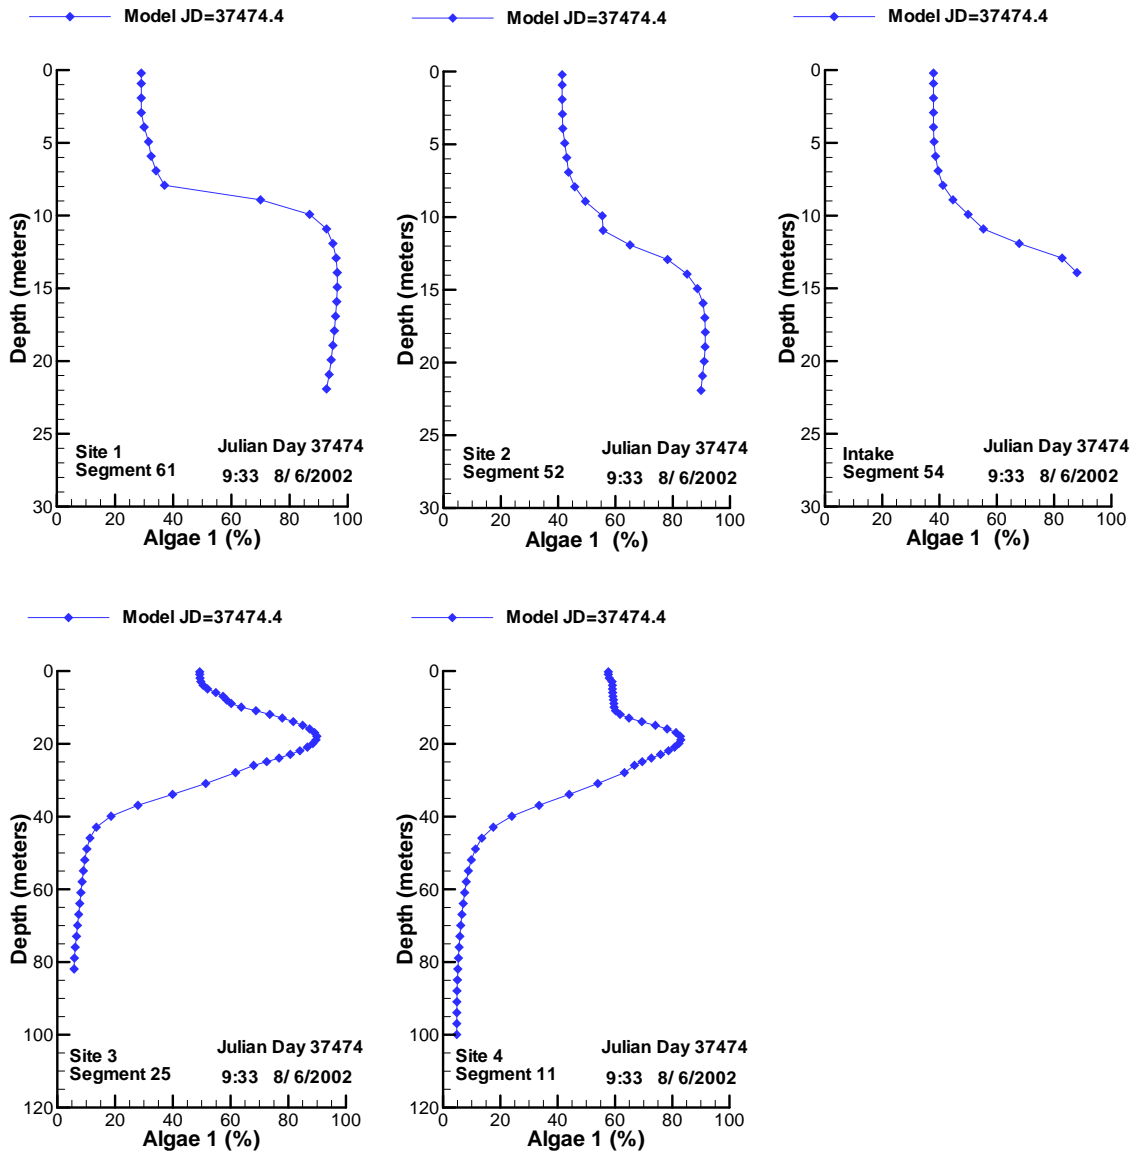 Model JD=37474.4
0
5
10
15
20
25
30
Depth (meters)
Site 1
Segment 61
Julian Day 37474
9:33 8/ 6/2002
0 20 40 60 80 100
Algae 1 (%)
Model JD=37474.4
0
5
10
15
20
25
30
Depth (meters)
Site 2
Segment 52
Julian Day 37474
9:33 8/ 6/2002
0 20 40 60 80 100
Algae 1 (%)
Model JD=37474.4
0
5
10
15
20
25
30
Depth (meters)
Intake
Segment 54
Julian Day 37474
9:33 8/ 6/2002
0 20 40 60 80 100
Algae 1 (%)
Model JD=37474.4
0
20
40
60
80
100
120
Depth (meters)
Site 3
Segment 25
Julian Day 37474
9:33 8/ 6/2002
0 20 40 60 80 100
Algae 1 (%)
Model JD=37474.4
0
20
40
60
80
100
120
Depth (meters)
Site 4
Segment 11
Julian Day 37474
9:33 8/ 6/2002
0 20 40 60 80 100
Algae 1 (%)